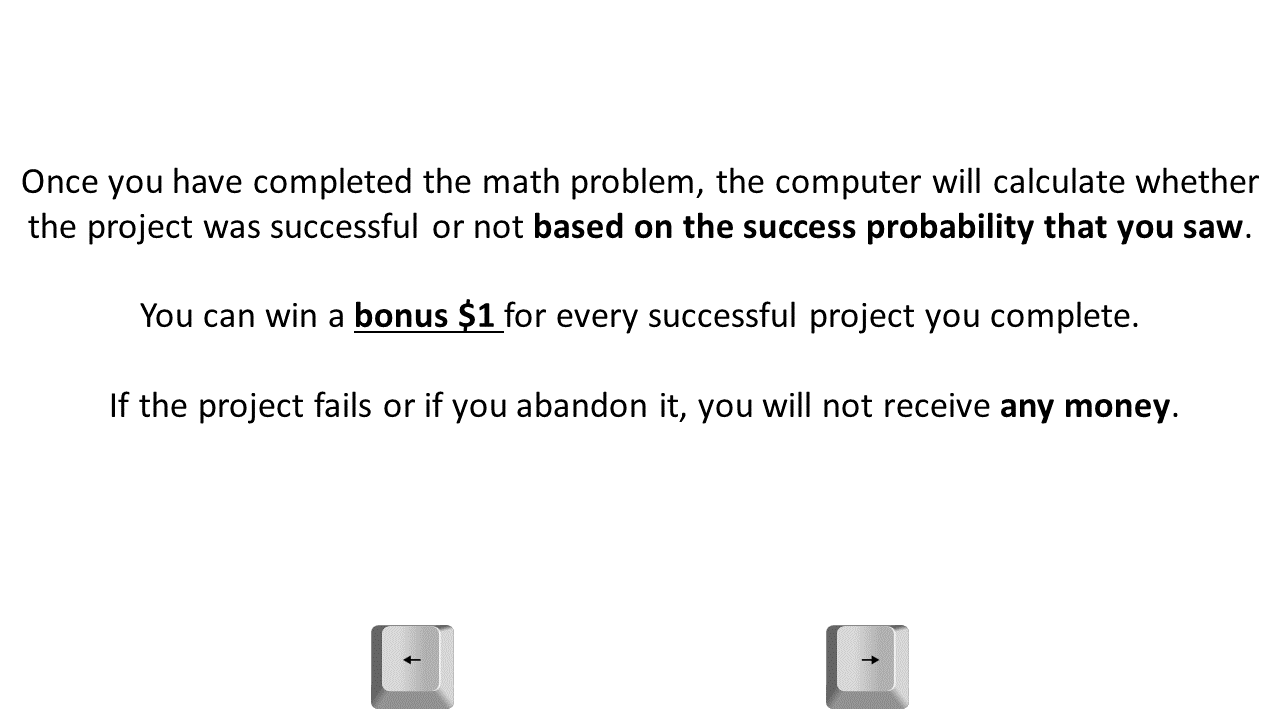 Once you have completed the math problem, the computer will calculate whether
the project was successful or not based on the success probability that you saw.
You can win a bonus $1 for every successful project you complete.
If the project fails or if you abandon it, you will not receive any money.
← →